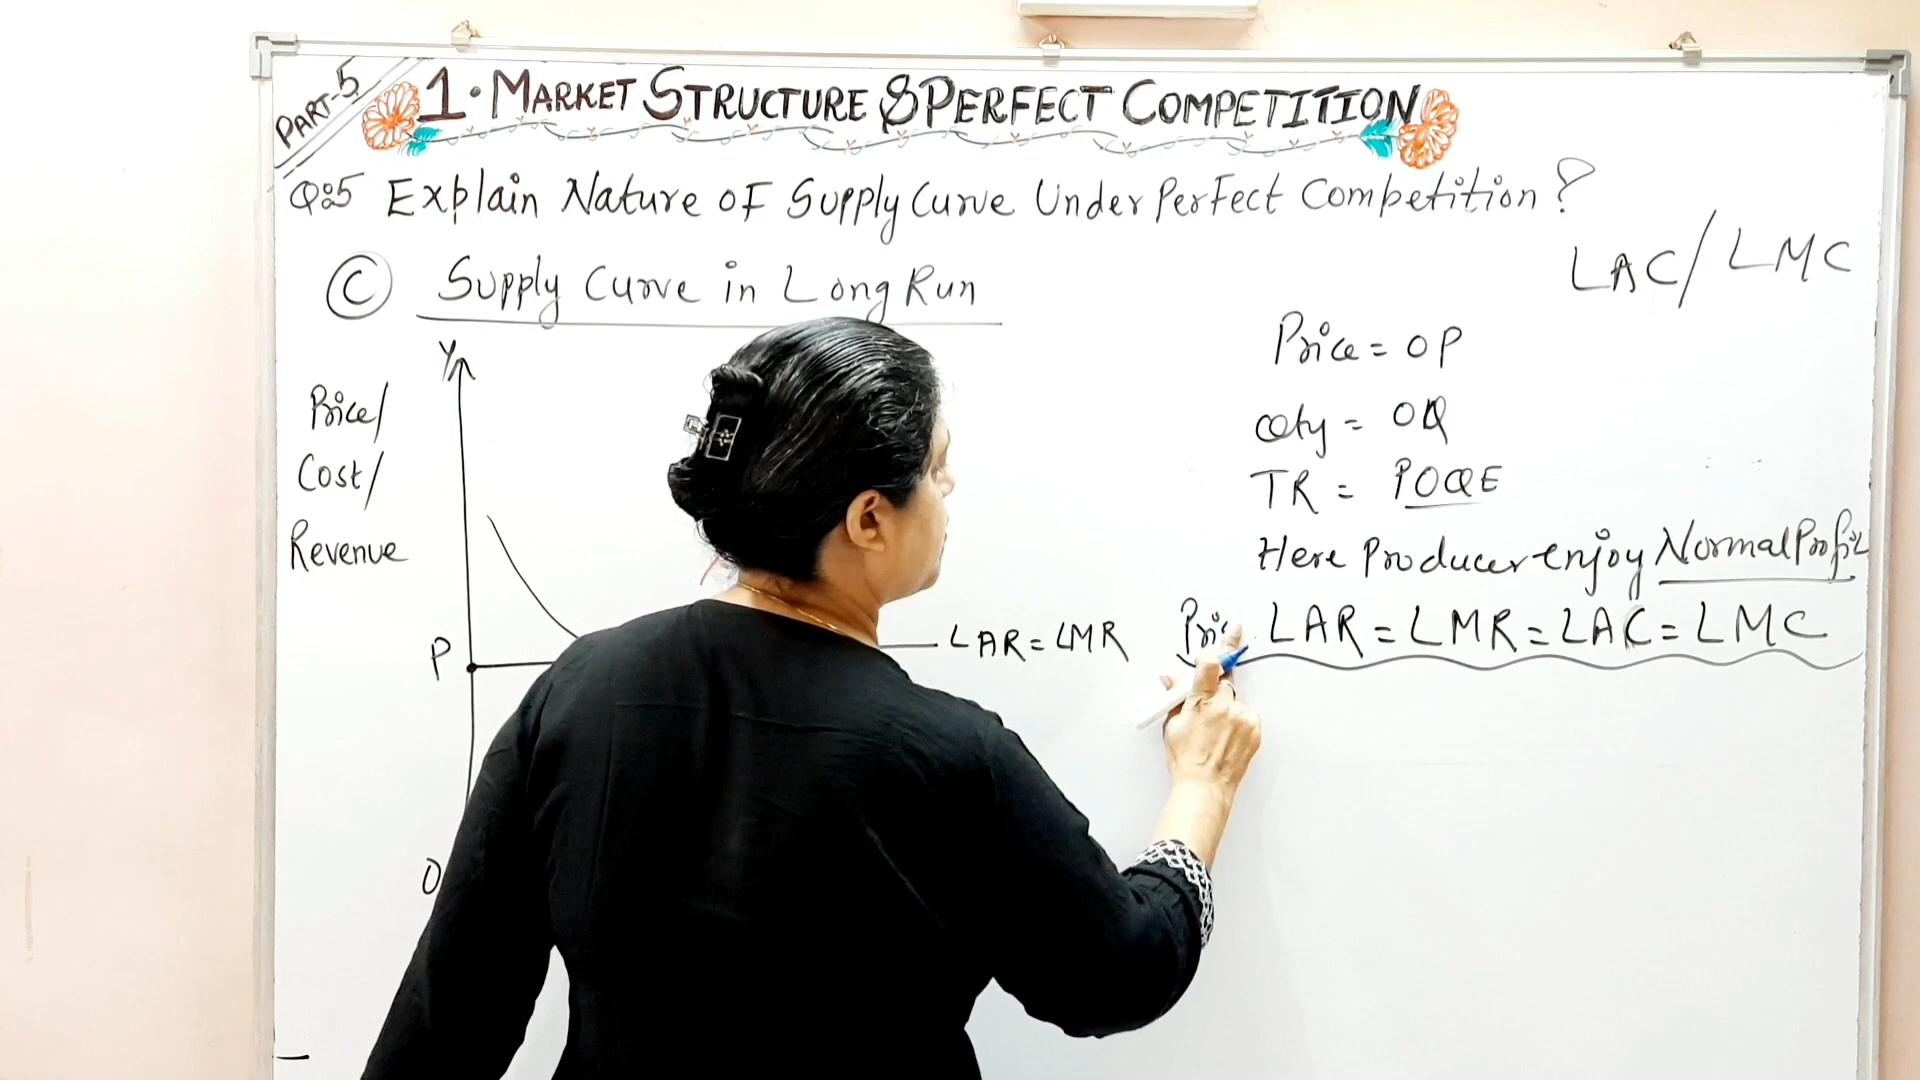 PART-5
1. MARKET STRUCTURE & PERFECT COMPETITION
Q:5 Explain Nature of Supply Curve Under Perfect Competition?
LAC/LMC
C Supply Curve in Long Run
Y
Price/
Cost/
Revenue
P
LAR = LMR
O
Price = OP
Qty = OQ
TR = POQE
Here Producer enjoy Normal Profit
LAR = LMR = LAC = LMC